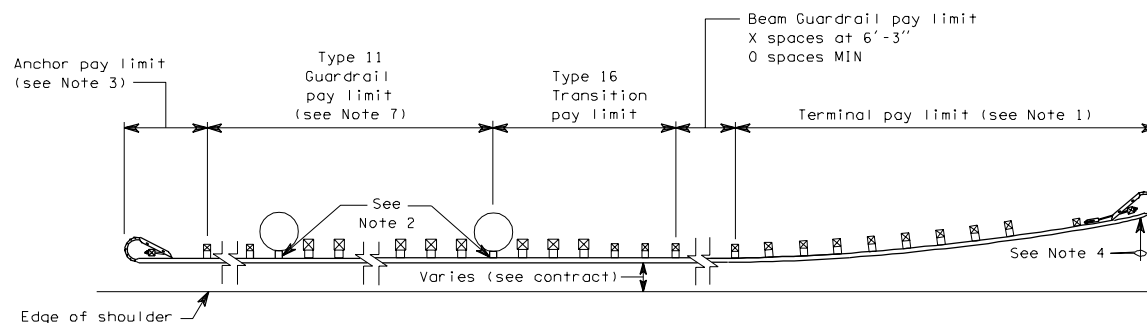 Anchor pay limit
(see Note 3)
Type 11
Guardrail
pay limit
(see Note 7)
Type 16
Transition
pay limit
Beam Guardrail pay limit
X spaces at 6'-3"
0 spaces MIN
Terminal pay limit (see Note 1)
See
Note 2
See Note 4
Varies (see contract)
Edge of shoulder